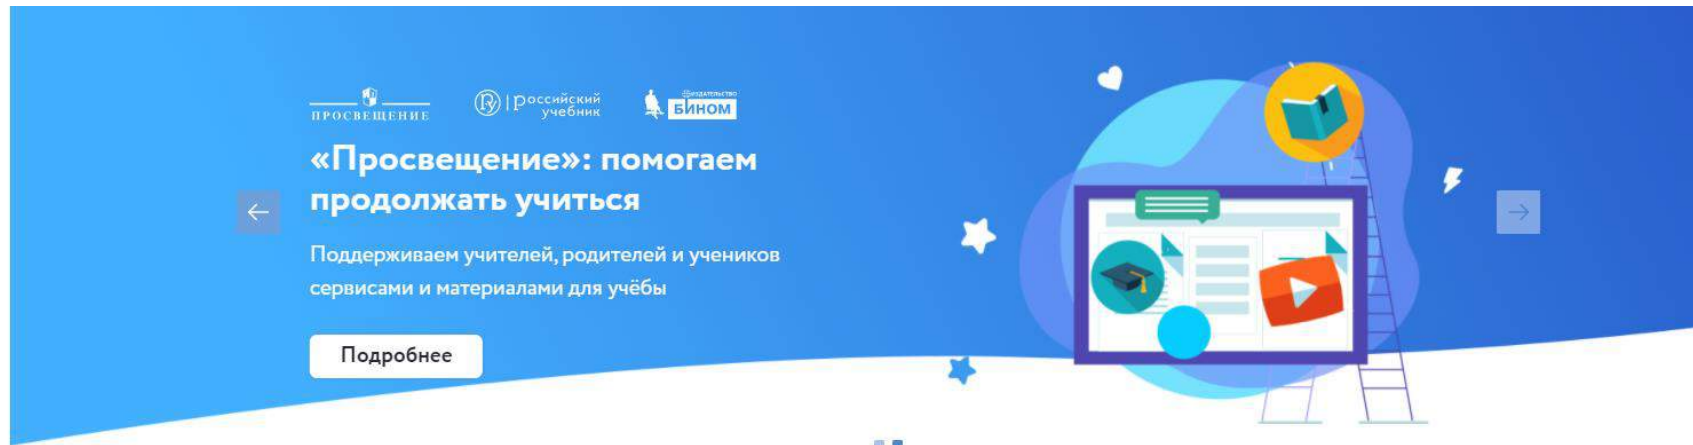 ПРОСВЕЩЕНИЕ
российский
учебник
ИЗДАТЕЛЬСТВО
БИНОМ
«Просвещение»: помогаем
продолжать учиться
Поддерживаем учителей, родителей и учеников
сервисами и материалами для учёбы
Подробнее